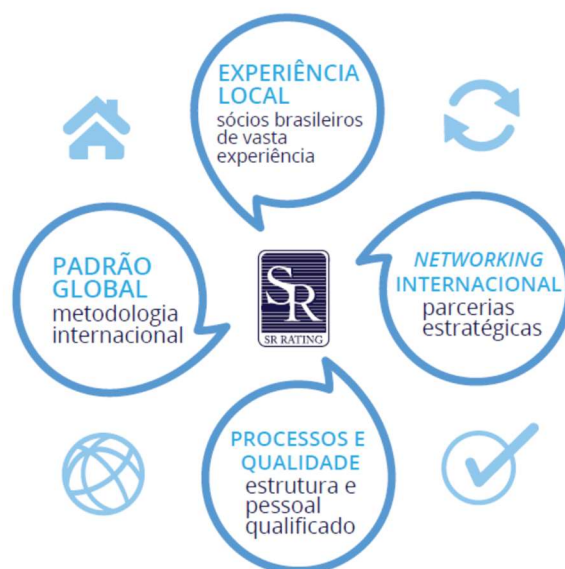 EXPERIÊNCIA
LOCAL
sócios brasileiros
de vasta
experiência
PADRÃO
GLOBAL
metodologia
internacional
SR
SR RATING
NETWORKING
INTERNACIONAL
parcerias
estratégicas
PROCESSOS E
QUALIDADE
estrutura e
pessoal
qualificado